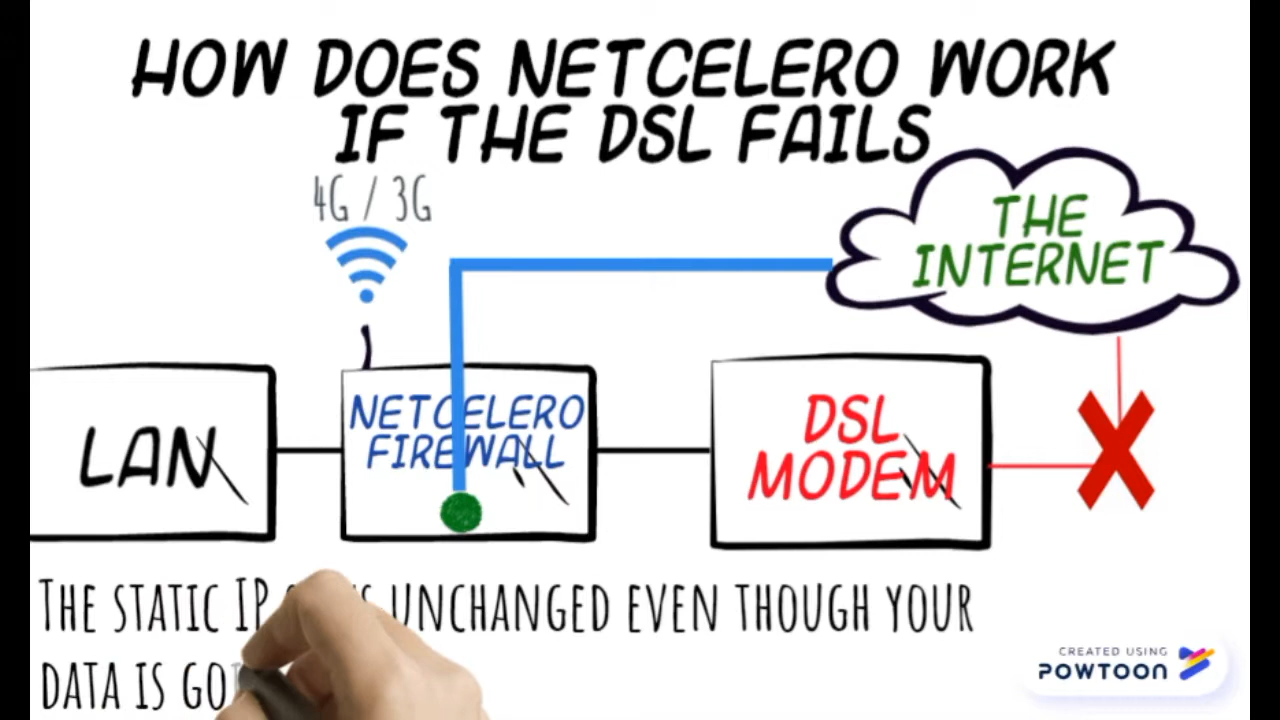 HOW DOES NETCELERO WORK
IF THE DSL FAILS
4G / 3G
THE
INTERNET
LAN
NETCELERO
FIREWALL
DSL
MODEM
THE STATIC IP UNCHANGED EVEN THOUGH YOUR
DATA IS
CREATED USING
POWTOON